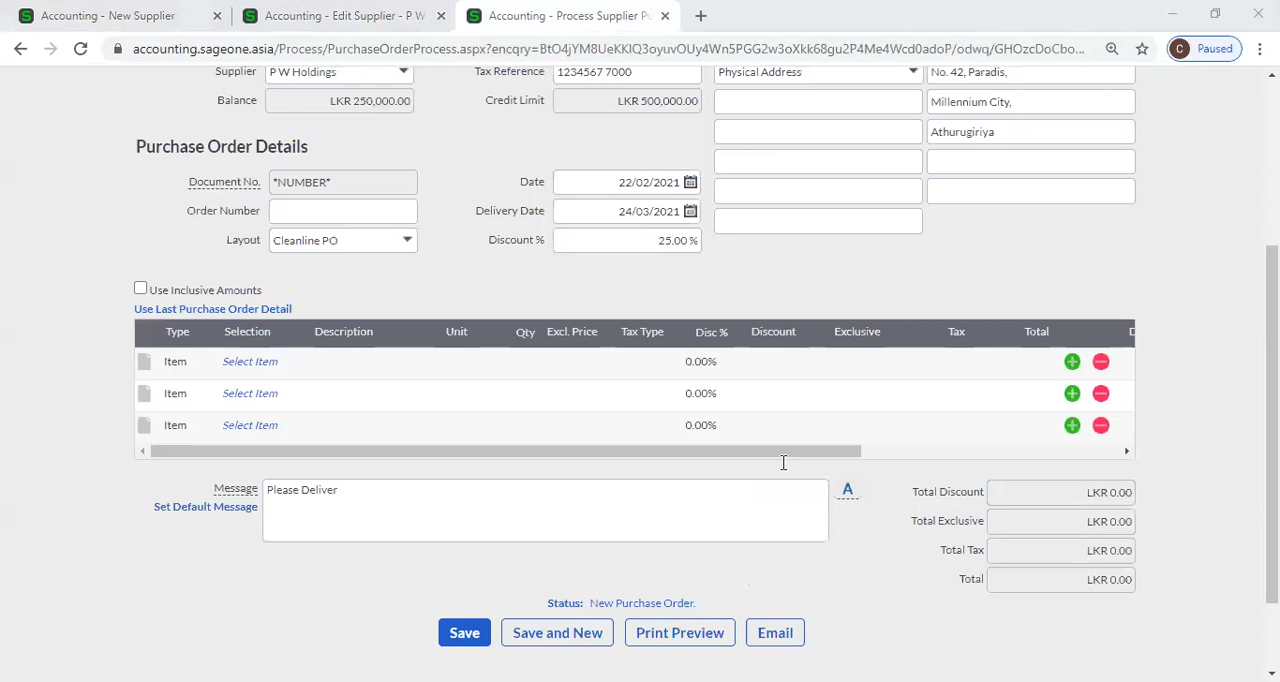 Accounting - New Supplier
Accounting - Edit Supplier - P W
Accounting - Process Supplier P
accounting.sageone.asia/Process/PurchaseOrderProcess.aspx?encqry=BtO4jYM8UeKKIQ3oyuvOUy4Wn5PGG2w3oXkk68gu2P4Me4Wcd0adoP/odwq/GHOzcDoCbo...
C Paused
Supplier P W Holdings Tax Reference 1234567 7000 Physical Address No. 42, Paradis,
Balance LKR 250,000.00 Credit Limit LKR 500,000.00 Millennium City,
Athurugiriya
Purchase Order Details
Document No. *NUMBER* Date 22/02/2021
Order Number Delivery Date 24/03/2021
Layout Cleanline PO Discount % 25.00 %
Use Inclusive Amounts
Use Last Purchase Order Detail
Type Selection Description Unit Qty Excl. Price Tax Type Disc % Discount Exclusive Tax Total
Item Select Item 0.00%
Item Select Item 0.00%
Item Select Item 0.00%
Message Please Deliver A Total Discount LKR 0.00
Set Default Message
Total Exclusive LKR 0.00
Total Tax LKR 0.00
Total LKR 0.00
Status: New Purchase Order.
Save Save and New Print Preview Email